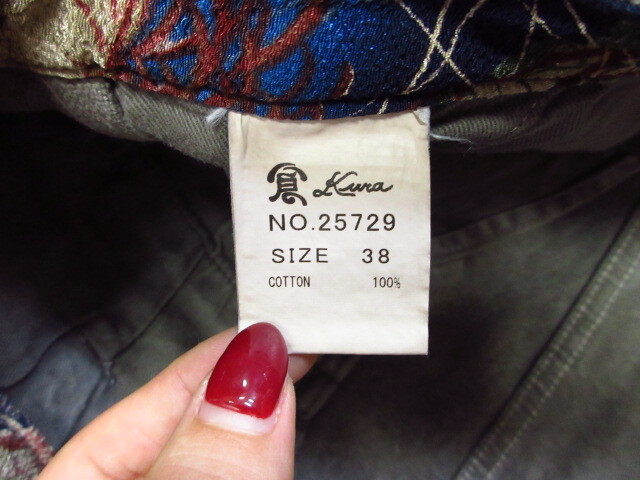 倉 Kura
NO.25729
SIZE 38
COTTON 100%